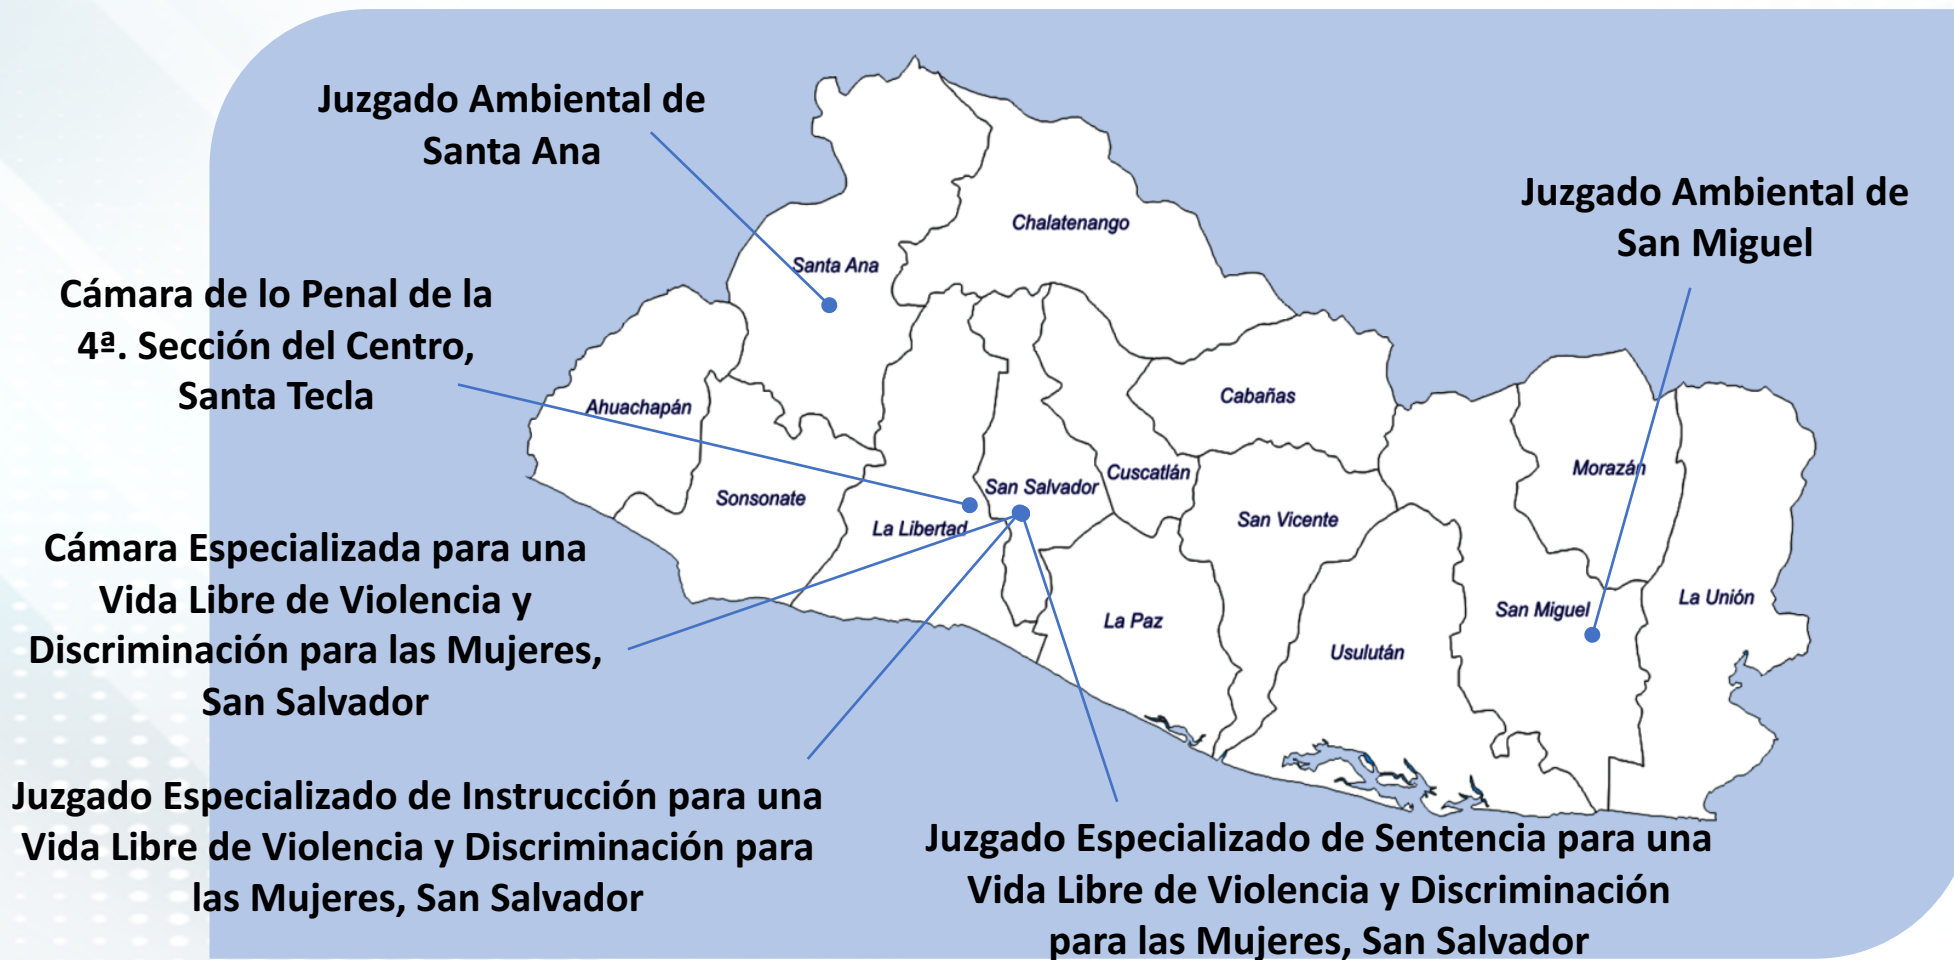 Juzgado Ambiental de
Santa Ana
Juzgado Ambiental de
San Miguel
Cámara de lo Penal de la
4ª. Sección del Centro,
Santa Tecla
Cámara Especializada para una
Vida Libre de Violencia y
Discriminación para las Mujeres,
San Salvador
Juzgado Especializado de Instrucción para una
Vida Libre de Violencia y Discriminación para
las Mujeres, San Salvador
Juzgado Especializado de Sentencia para una
Vida Libre de Violencia y Discriminación
para las Mujeres, San Salvador
Chalatenango
Santa Ana
Cabañas
Ahuachapán
Morazán
Cuscatlán
San Salvador
Sonsonate
San Vicente
La Libertad
La Unión
San Miguel
La Paz
Usulután